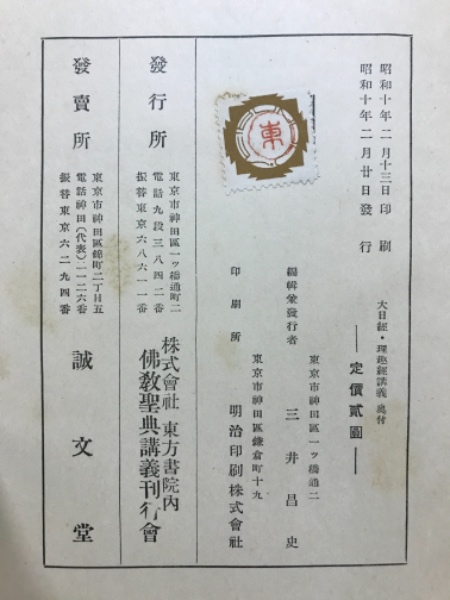 昭和十年二月十三日印刷
昭和十年二月廿日發行
大日經・理趣經講義 奧付
定價貳圓
東京市神田區一ッ橋通二
編輯兼發行者 三井昌史
東京市神田區鎌倉町十九
印刷所 明治印刷株式會社
東
發行所
東京市神田區一ッ橋通町二
電話九段三八四二番
振替東京六八六一一番
株式會社東方書院內
佛敎聖典講義刊行會
發賣所
東京市神田區錦町二丁目五
電話神田(代表)二一二六番
振替東京六二九四番
誠文堂